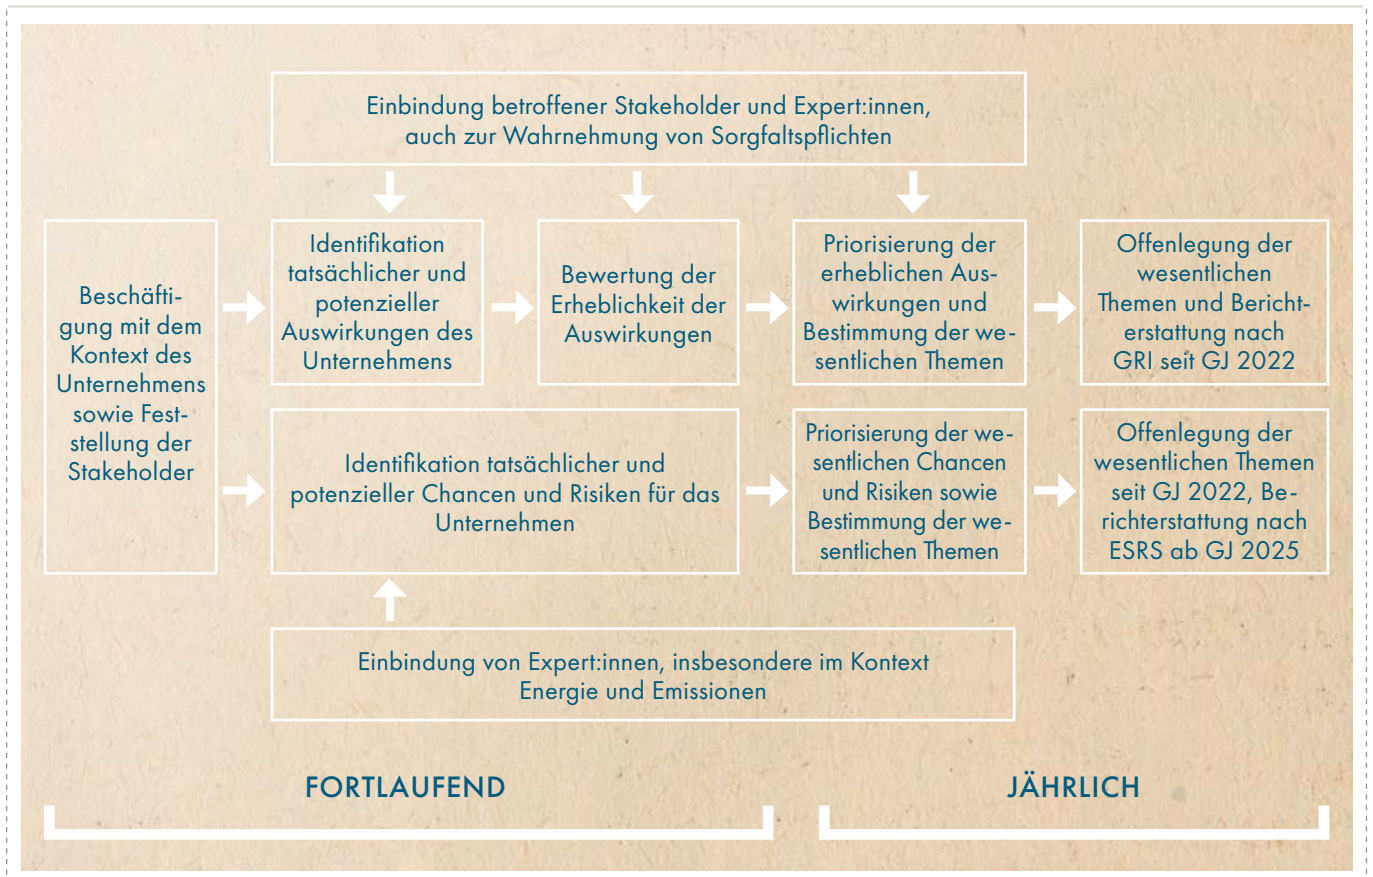 Einbindung betroffener Stakeholder und Expert:innen,
auch zur Wahrnehmung von Sorgfaltspflichten
Beschäfti-
gung mit dem
Kontext des
Unternehmens
sowie Fest-
stellung der
Stakeholder
Identifikation
tatsächlicher und
potenzieller
Auswirkungen des
Unternehmens
Bewertung der
Erheblichkeit der
Auswirkungen
Priorisierung der
erheblichen Aus-
wirkungen und
Bestimmung der we-
sentlichen Themen
Offenlegung der
wesentlichen
Themen und Bericht-
erstattung nach
GRI seit GJ 2022
Identifikation tatsächlicher und
potenzieller Chancen und Risiken für das
Unternehmen
Priorisierung der we-
sentlichen Chancen
und Risiken sowie
Bestimmung der we-
sentlichen Themen
Offenlegung der
wesentlichen Themen
seit GJ 2022, Be-
richterstattung nach
ESRS ab GJ 2025
Einbindung von Expert:innen, insbesondere im Kontext
Energie und Emissionen
FORTLAUFEND
JÄHRLICH